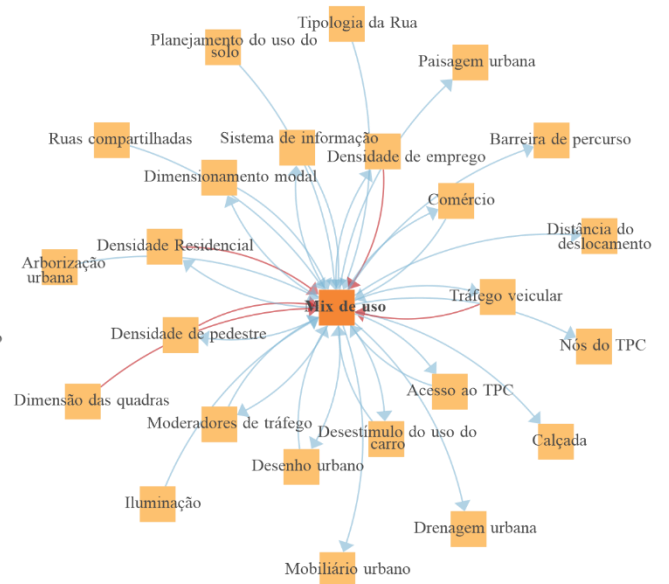 Tipologia da Rua
Planejamento do uso do
solo
Paisagem urbana
Ruas compartilhadas
Sistema de informação
Densidade de emprego
Barreira de percurso
Dimensionamento modal
Comércio
Distância do
deslocamento
Densidade Residencial
Arborização
urbana
Mix de uso
Tráfego veicular
Densidade de pedestre
Nós do TPC
Dimensão das quadras
Acesso ao TPC
Moderadores de tráfego
Desestímulo do uso do
carro
Calçada
Desenho urbano
Iluminação
Drenagem urbana
Mobiliário urbano